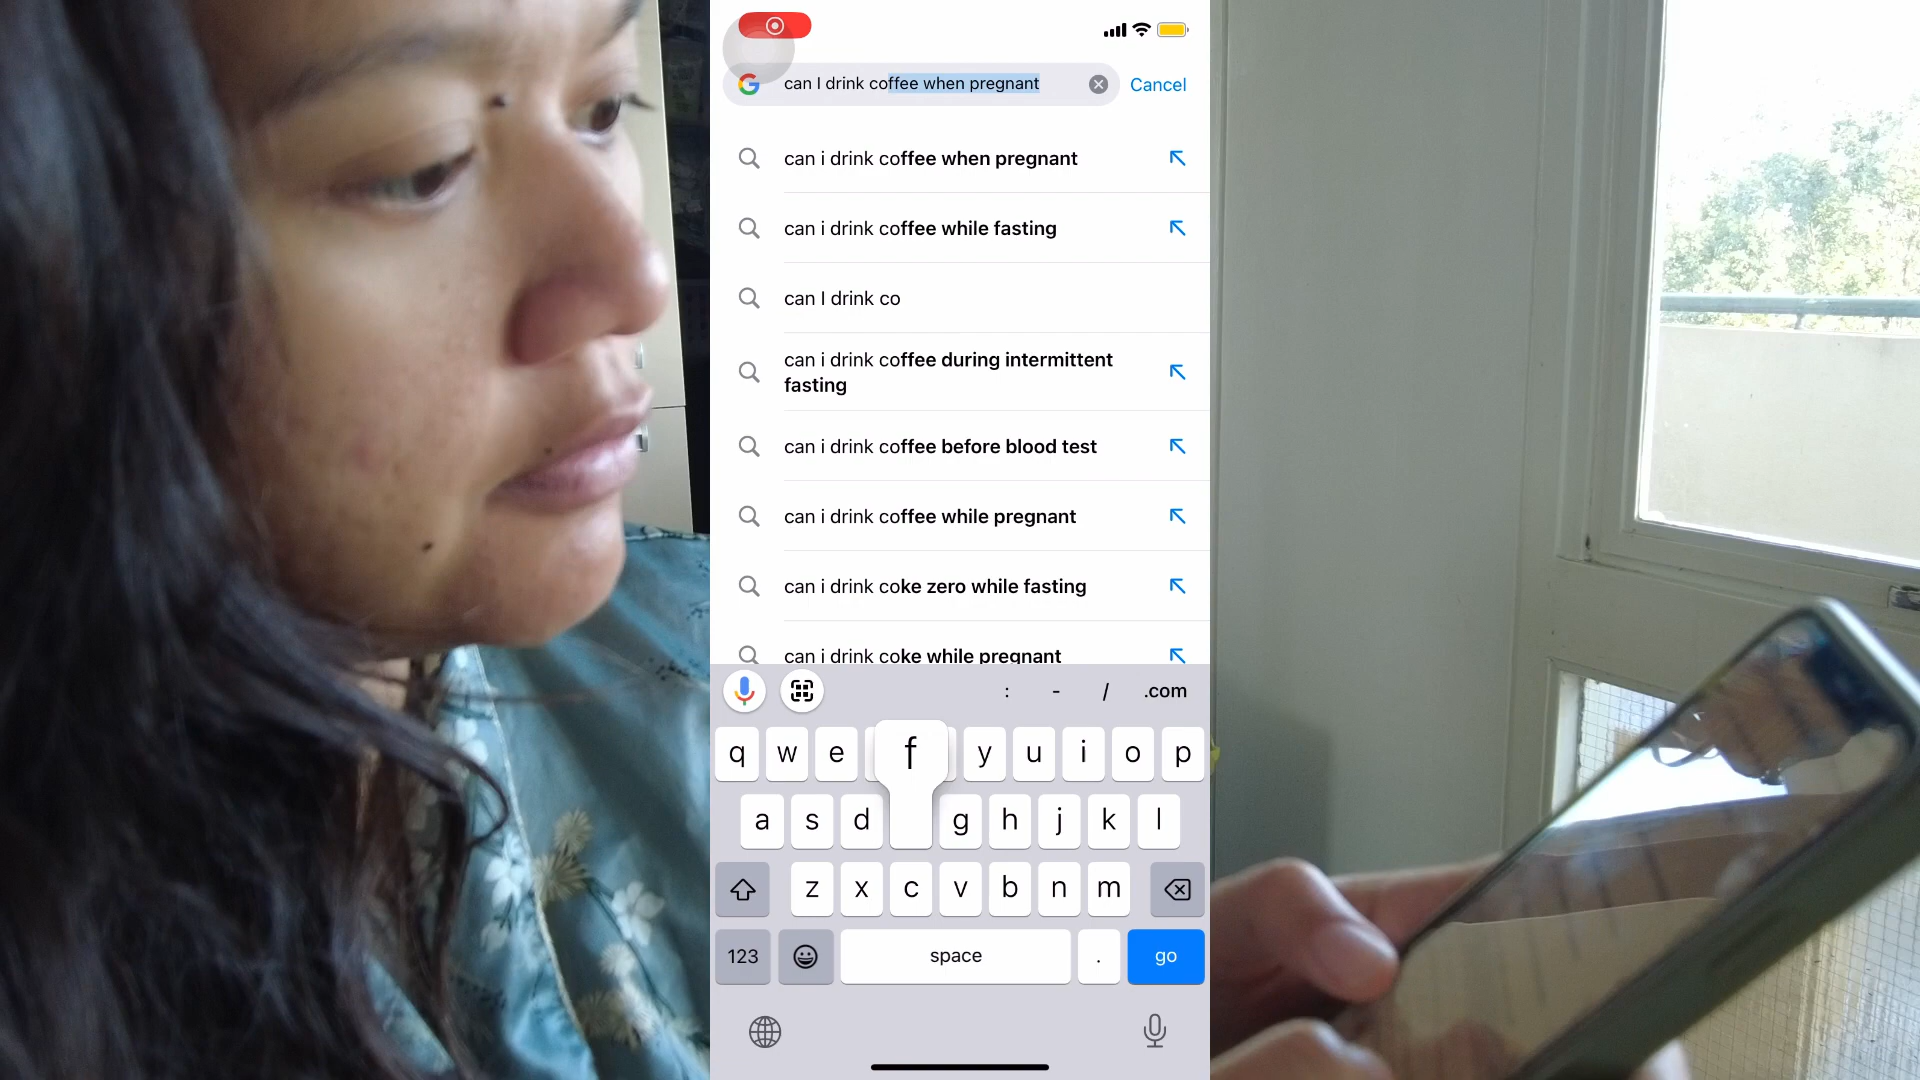 can I drink coffee when pregnant
Cancel
can i drink coffee when pregnant
can i drink coffee while fasting
can I drink co
can i drink coffee during intermittent
fasting
can i drink coffee before blood test
can i drink coffee while pregnant
can i drink coke zero while fasting
can i drink coke while pregnant
: - / .com
q w e f y u i o p
a s d g h j k l
z x c v b n m
123 space . go